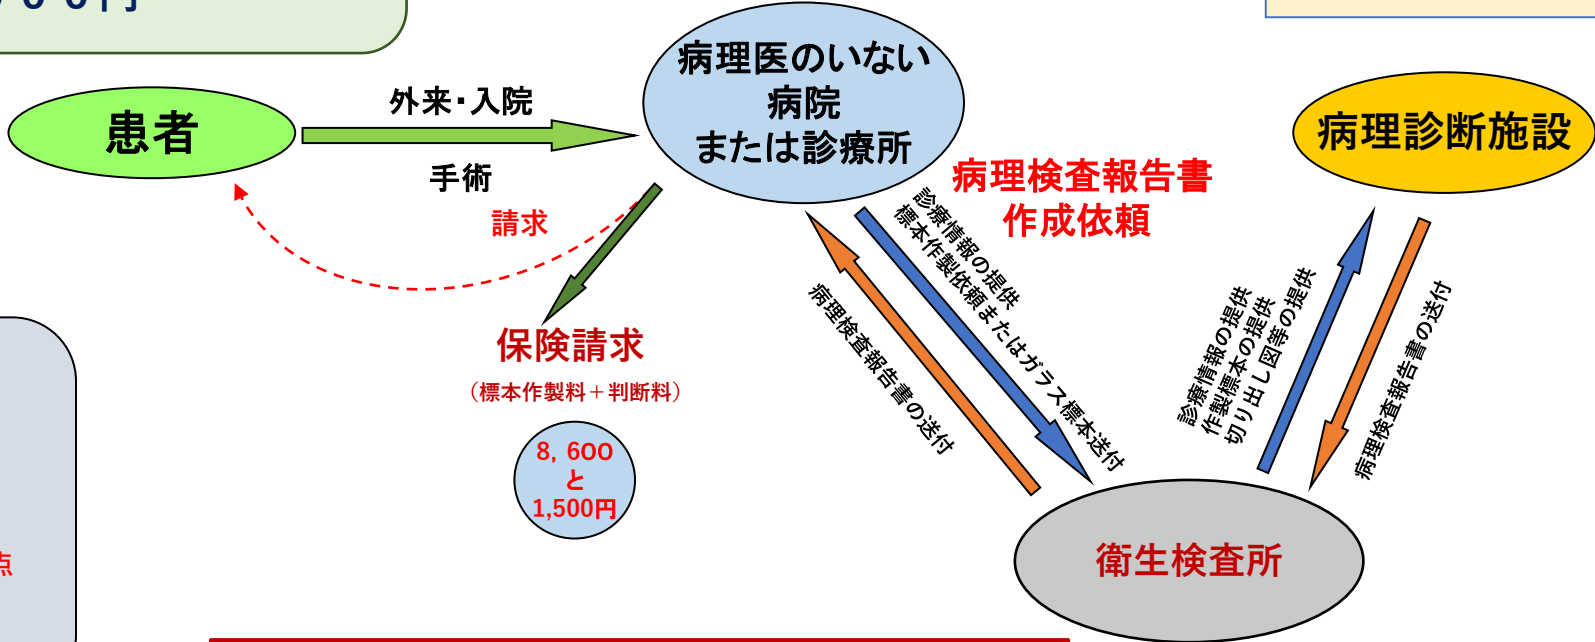 円
患者
外来・入院
手術
請求
病理医のいない
病院
または診療所
病理検査報告書
作成依頼
病理診断施設
診療情報の提供
標本作製依頼またはガラス標本送付
病理検査報告書の送付
診療情報の提供
作製標本の提供
切り出し図等の提供
病理検査報告書の送付
保険請求
（標本作製料＋判断料）
8, 600
と
1,500円
点
衛生検査所